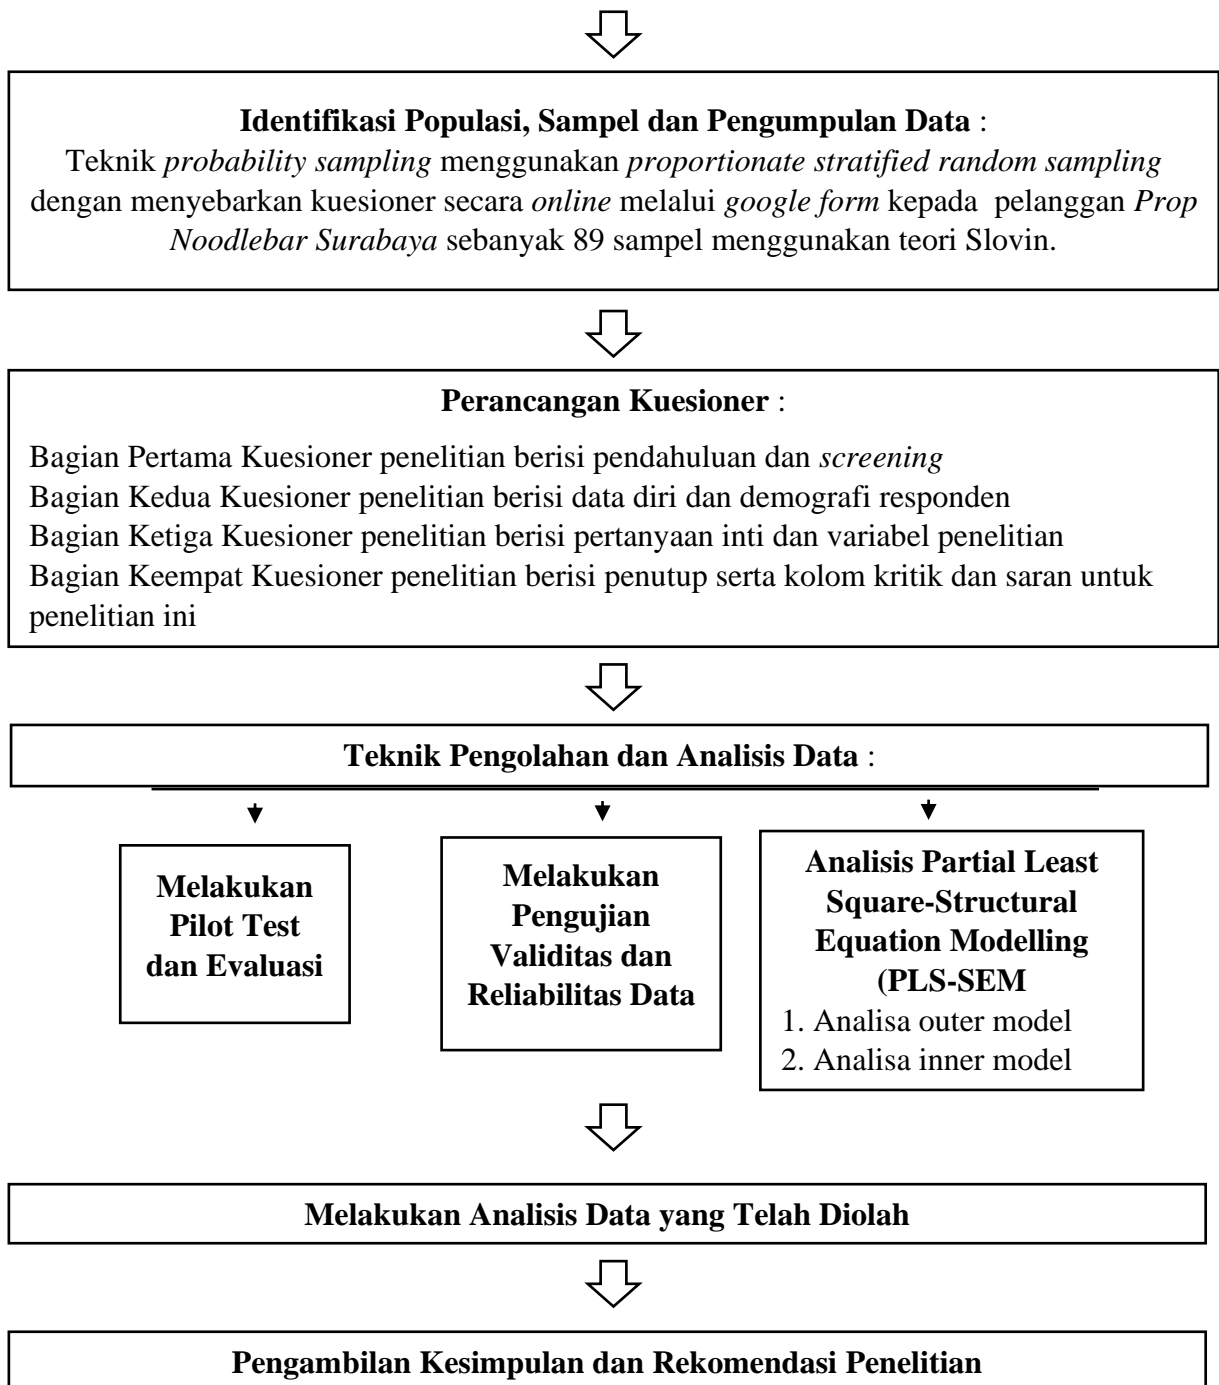 Identifikasi Populasi, Sampel dan Pengumpulan Data :
Teknik probability sampling menggunakan proportionate stratified random sampling
dengan menyebarkan kuesioner secara online melalui google form kepada pelanggan Prop
Noodlebar Surabaya sebanyak 89 sampel menggunakan teori Slovin.
Perancangan Kuesioner :
Bagian Pertama Kuesioner penelitian berisi pendahuluan dan screening
Bagian Kedua Kuesioner penelitian berisi data diri dan demografi responden
Bagian Ketiga Kuesioner penelitian berisi pertanyaan inti dan variabel penelitian
Bagian Keempat Kuesioner penelitian berisi penutup serta kolom kritik dan saran untuk
penelitian ini
Teknik Pengolahan dan Analisis Data :
Melakukan
Pilot Test
dan Evaluasi
Melakukan
Pengujian
Validitas dan
Reliabilitas Data
Analisis Partial Least
Square-Structural
Equation Modelling
(PLS-SEM
1. Analisa outer model
2. Analisa inner model
Melakukan Analisis Data yang Telah Diolah
Pengambilan Kesimpulan dan Rekomendasi Penelitian